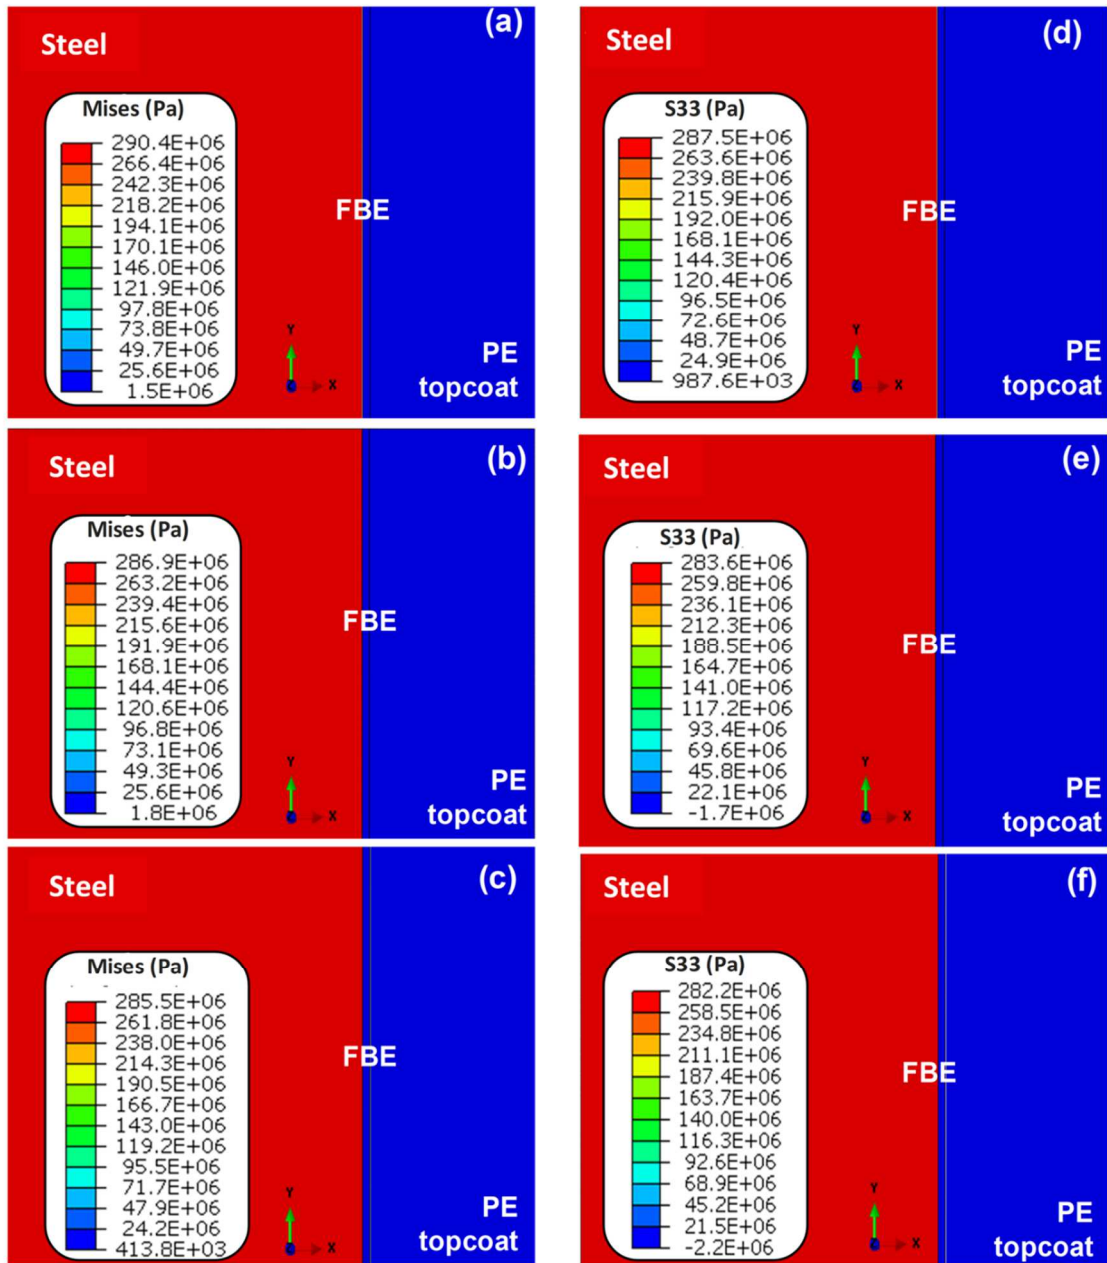 (a)
Steel
Mises (Pa)
290.4E+06
266.4E+06
242.3E+06
218.2E+06
194.1E+06
170.1E+06
146.0E+06
121.9E+06
97.8E+06
73.8E+06
49.7E+06
25.6E+06
1.5E+06
FBE
Y
X
PE
topcoat
(d)
Steel
S33 (Pa)
287.5E+06
263.6E+06
239.8E+06
215.9E+06
192.0E+06
168.1E+06
144.3E+06
120.4E+06
96.5E+06
72.6E+06
48.7E+06
24.9E+06
987.6E+03
FBE
Y
X
PE
topcoat
(b)
Steel
Mises (Pa)
286.9E+06
263.2E+06
239.4E+06
215.6E+06
191.9E+06
168.1E+06
144.4E+06
120.6E+06
96.8E+06
73.1E+06
49.3E+06
25.6E+06
1.8E+06
FBE
Y
X
PE
topcoat
(e)
Steel
S33 (Pa)
283.6E+06
259.8E+06
236.1E+06
212.3E+06
188.5E+06
164.7E+06
141.0E+06
117.2E+06
93.4E+06
69.6E+06
45.8E+06
22.1E+06
-1.7E+06
FBE
Y
X
PE
topcoat
(c)
Steel
Mises (Pa)
285.5E+06
261.8E+06
238.0E+06
214.3E+06
190.5E+06
166.7E+06
143.0E+06
119.2E+06
95.5E+06
71.7E+06
47.9E+06
24.2E+06
413.8E+03
FBE
Y
X
PE
topcoat
(f)
Steel
S33 (Pa)
282.2E+06
258.5E+06
234.8E+06
211.1E+06
187.4E+06
163.7E+06
140.0E+06
116.3E+06
92.6E+06
68.9E+06
45.2E+06
21.5E+06
-2.2E+06
FBE
Y
X
PE
topcoat